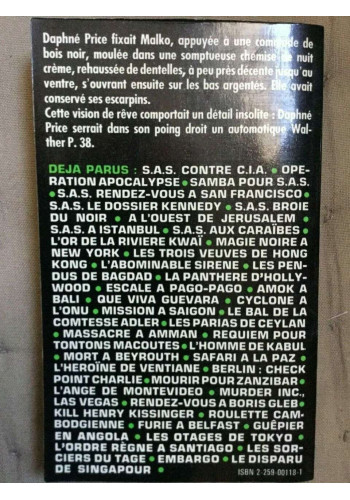 Daphné Price fixait Malko, appuyée à une commode de
bois noir, moulée dans une somptueuse chemise de nuit
crème, rehaussée de dentelles, à peu près décente jusqu'au
ventre, s'ouvrant ensuite sur les bas argentés. Elle avait
conservé ses escarpins.
Cette vision de rêve comportait un détail insolite : Daphné
Price serrait dans son poing droit un automatique Wal-
ther P. 38.
DEJA PARUS : S.A.S. CONTRE C.I.A. • OPE-
RATION APOCALYPSE • SAMBA POUR S.A.S.
• S.A.S. RENDEZ-VOUS A SAN FRANCISCO •
S.A.S. LE DOSSIER KENNEDY • S.A.S. BROIE
DU NOIR • A L'OUEST DE JERUSALEM •
S.A.S. A ISTANBUL • S.A.S. AUX CARAÏBES •
L'OR DE LA RIVIERE KWAÏ • MAGIE NOIRE A
NEW YORK • LES TROIS VEUVES DE HONG
KONG • L'ABOMINABLE SIRENE • LES PEN-
DUS DE BAGDAD • LA PANTHERE D'HOLLY-
WOOD • ESCALE A PAGO-PAGO • AMOK A
BALI • QUE VIVA GUEVARA • CYCLONE A
L'ONU • MISSION A SAIGON • LE BAL DE LA
COMTESSE ADLER • LES PARIAS DE CEYLAN
• MASSACRE A AMMAN • REQUIEM POUR
TONTONS MACOUTES • L'HOMME DE KABUL
• MORT A BEYROUTH • SAFARI A LA PAZ •
L'HEROÏNE DE VENTIANE • BERLIN : CHECK
POINT CHARLIE • MOURIR POUR ZANZIBAR •
L'ANGE DE MONTEVIDEO • MURDER INC.,
LAS VEGAS • RENDEZ-VOUS A BORIS GLEB •
KILL HENRY KISSINGER • ROULETTE CAM-
BODGIENNE • FURIE A BELFAST • GUÊPIER
EN ANGOLA • LES OTAGES DE TOKYO •
L'ORDRE RÈGNE A SANTIAGO • LES SOR-
CIERS DU TAGE • EMBARGO • LE DISPARU
DE SINGAPOUR • ISBN 2-259-00118-1